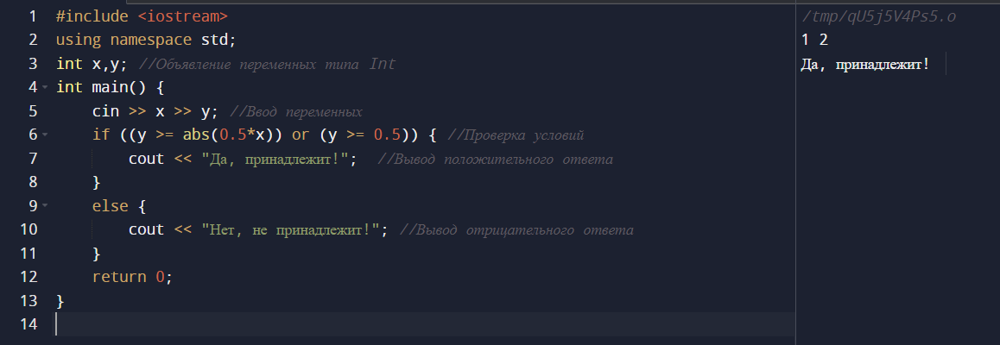 1 #include <iostream>
2 using namespace std;
3 int x,y; //Объявление переменных типа Int
4 int main() {
5 cin >> x >> y; //Ввод переменных
6 if ((y >= abs(0.5*x)) or (y >= 0.5)) { //Проверка условий
7 cout << "Да, принадлежит!"; //Вывод положительного ответа
8 }
9 else {
10 cout << "Нет, не принадлежит!"; //Вывод отрицательного ответа
11 }
12 return 0;
13 }
14
/tmp/qU5j5V4Ps5.o
1 2
Да, принадлежит!